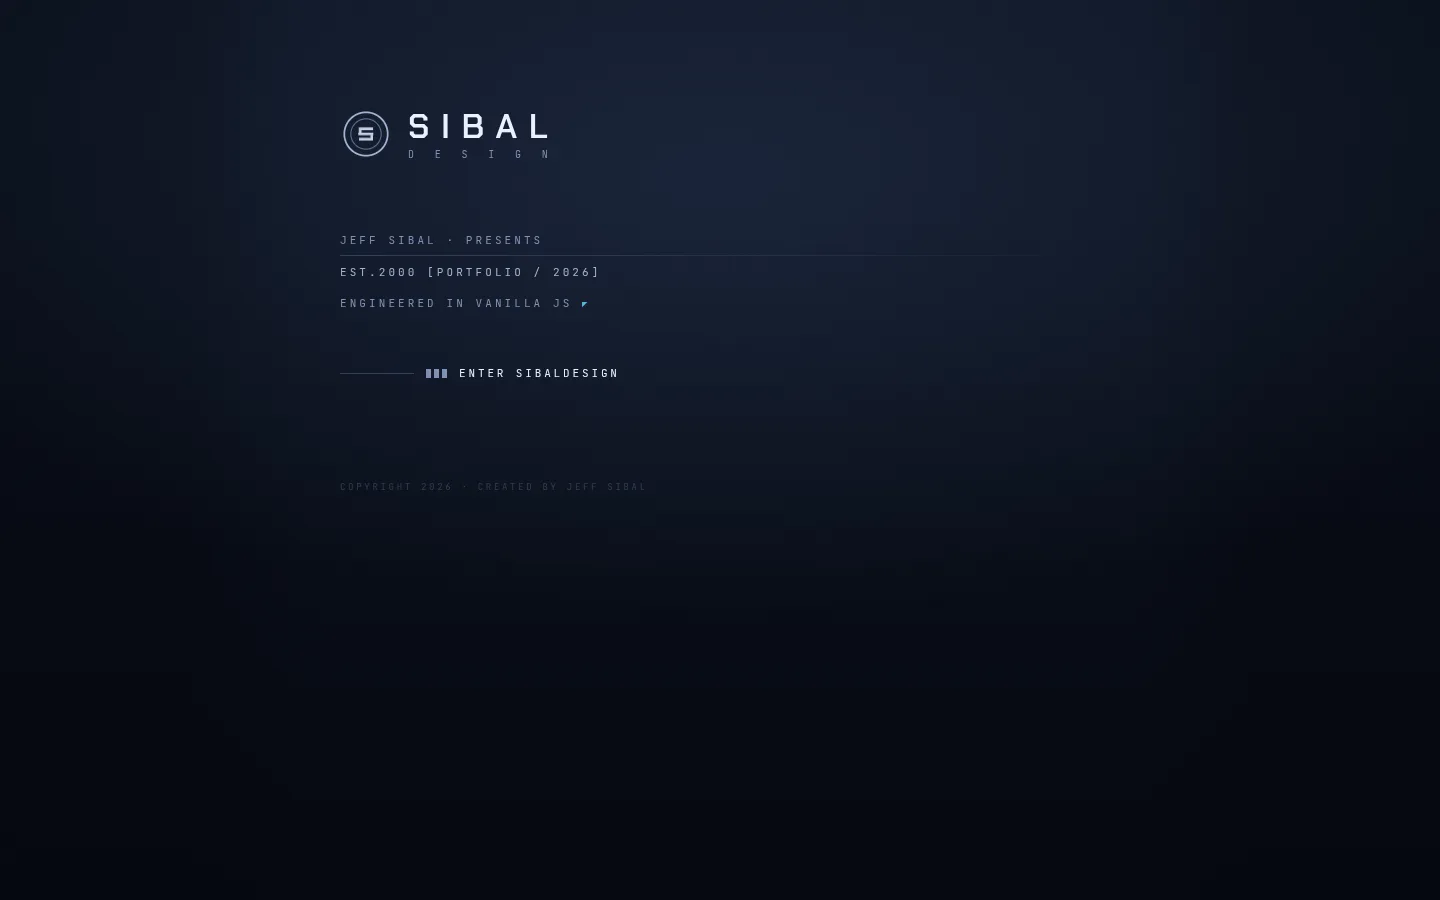 S
SIBAL
DESIGN
JEFF SIBAL · PRESENTS
EST.2000 [PORTFOLIO / 2026]
ENGINEERED IN VANILLA JS
ENTER SIBALDESIGN
COPYRIGHT 2026 · CREATED BY JEFF SIBAL